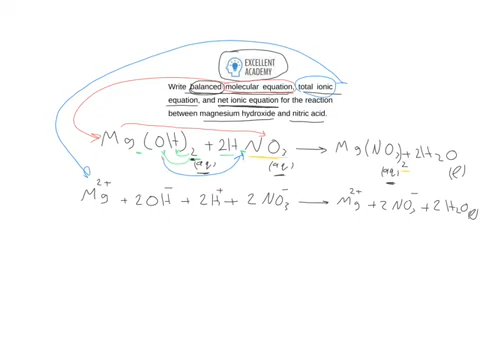 EXCELLENT
ACADEMY
Write balanced molecular equation, total ionic
equation, and net ionic equation for the reaction
between magnesium hydroxide and nitric acid.
Mg(OH)₂ + 2HNO₃ → Mg(NO₃)₂ + 2H₂O
(aq) (aq) (aq) (l)
Mg²⁺ + 2OH⁻ + 2H⁺ + 2NO₃⁻ → Mg²⁺ + 2NO₃⁻ + 2H₂O(l)